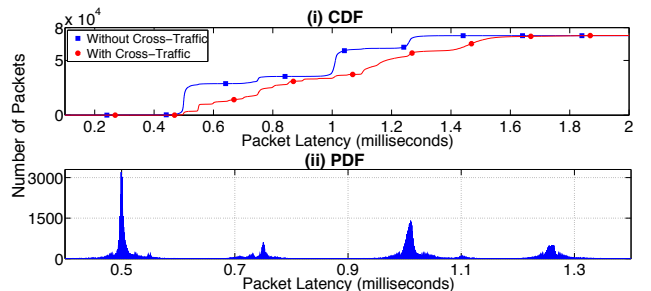 (i) CDF
8 x 10^4
5
0
Without Cross-Traffic
With Cross-Traffic
0.2 0.4 0.6 0.8 1 1.2 1.4 1.6 1.8 2
Packet Latency (milliseconds)
Number of Packets
(ii) PDF
3000
1500
0
0.5 0.7 0.9 1.1 1.3
Packet Latency (milliseconds)